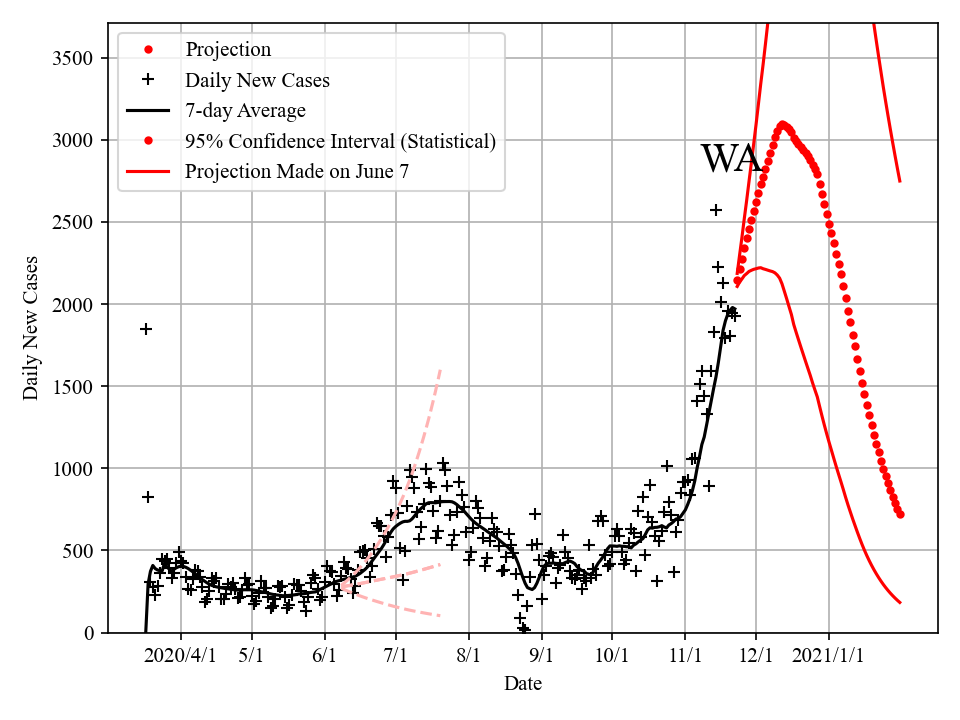 Projection
Daily New Cases
7-day Average
95% Confidence Interval (Statistical)
Projection Made on June 7
WA
3500
3000
2500
2000
1500
1000
500
0
Daily New Cases
2020/4/1 5/1 6/1 7/1 8/1 9/1 10/1 11/1 12/1 2021/1/1
Date